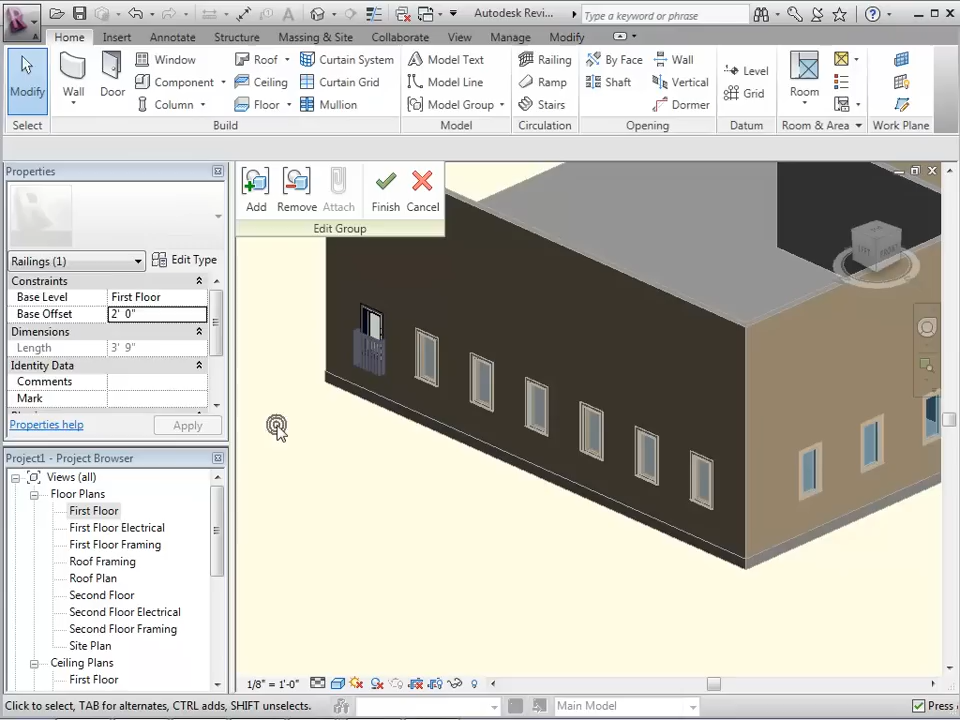 Autodesk Revi...
Type a keyword or phrase
Home Insert Annotate Structure Massing & Site Collaborate View Manage Modify
Modify Wall Door Window Component Column Roof Ceiling Floor Curtain System Curtain Grid Mullion Model Text Model Line Model Group Railing Ramp Stairs By Face Shaft Wall Vertical Dormer Level Grid Room
Select Build Model Circulation Opening Datum Room & Area Work Plane
Properties
Railings (1) Edit Type
Constraints
Base Level First Floor
Base Offset 2' 0"
Dimensions
Length 3' 9"
Identity Data
Comments
Mark
Properties help Apply
Add Remove Attach Finish Cancel
Edit Group
LEFT FRONT
Project1 - Project Browser
Views (all)
Floor Plans
First Floor
First Floor Electrical
First Floor Framing
Roof Framing
Roof Plan
Second Floor
Second Floor Electrical
Second Floor Framing
Site Plan
Ceiling Plans
First Floor
1/8" = 1'-0"
Click to select, TAB for alternates, CTRL adds, SHIFT unselects. Main Model Press